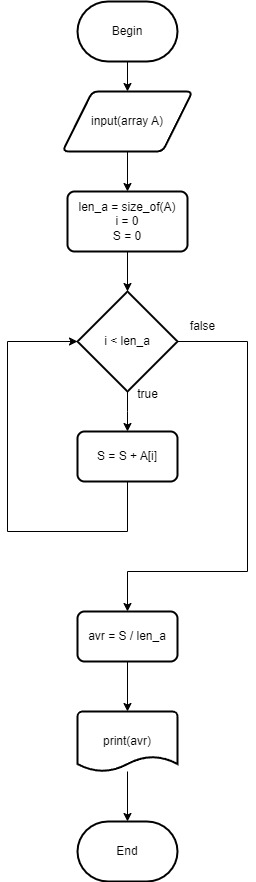 Begin
input(array A)
len_a = size_of(A)
i = 0
S = 0
i < len_a
false
true
S = S + A[i]
avr = S / len_a
print(avr)
End